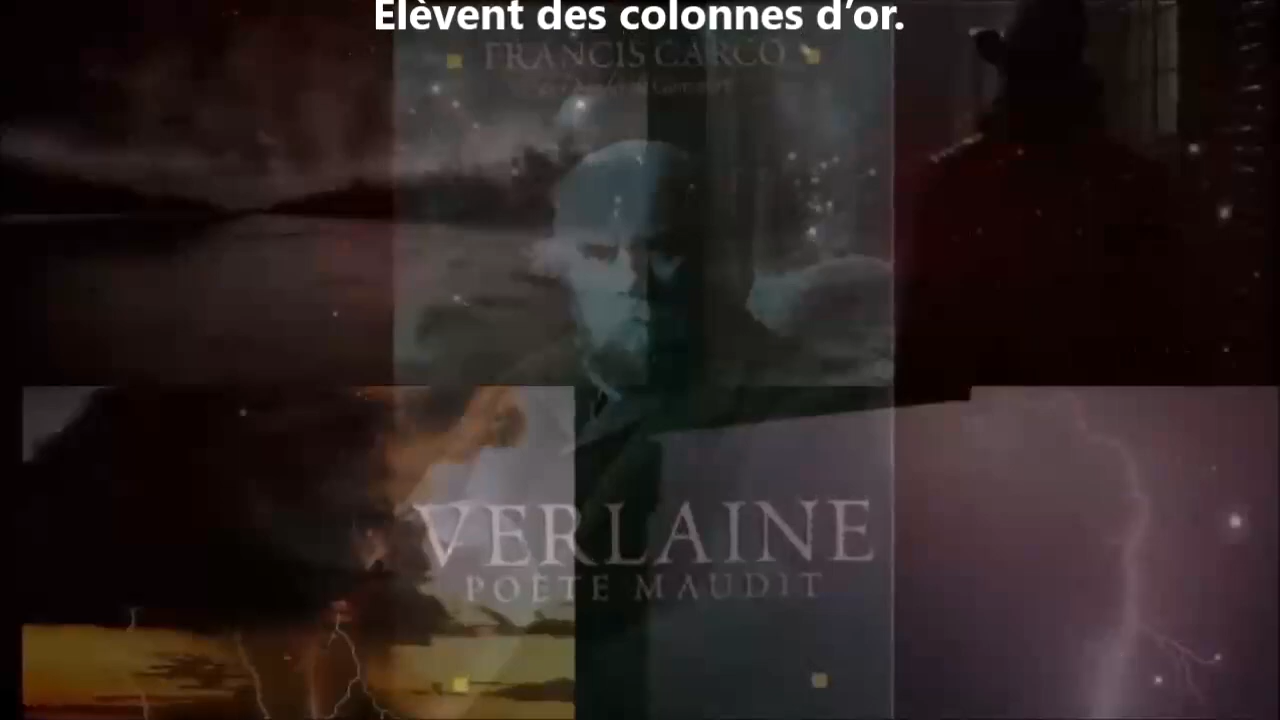 Elèvent des colonnes d’or.
FRANCIS CARCO
VERLAINE
POÈTE MAUDIT